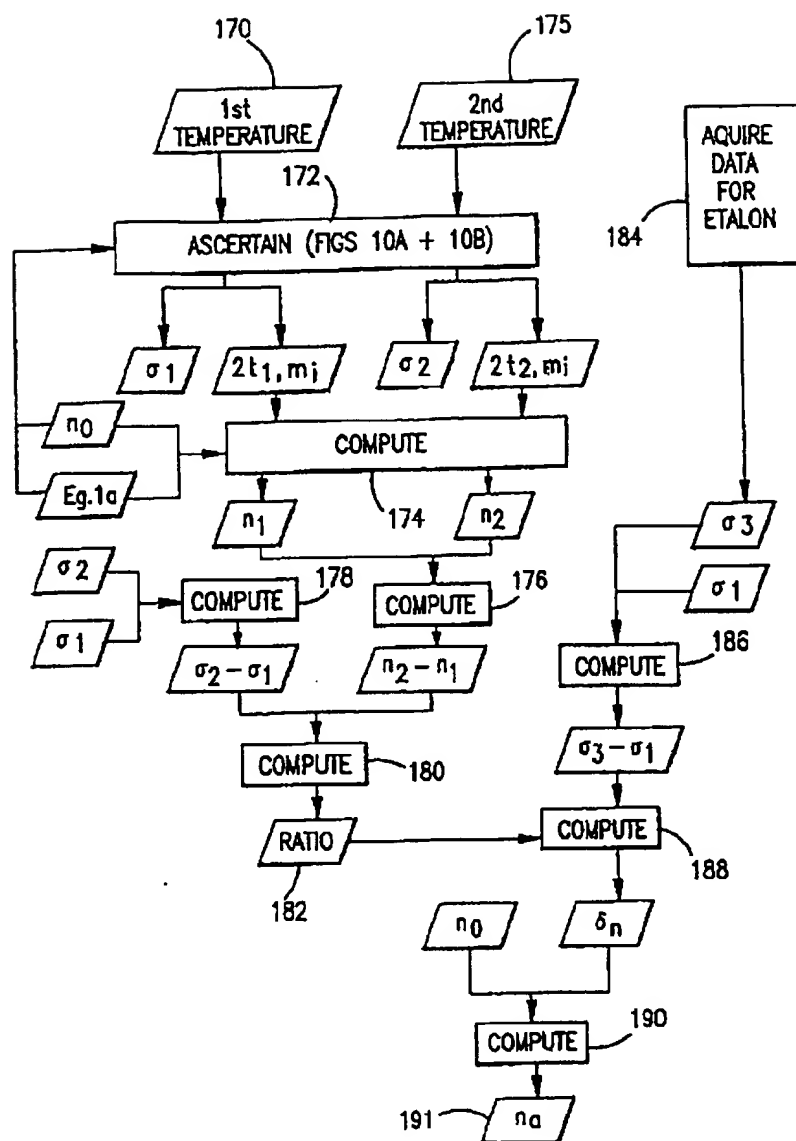 170
175
1st
TEMPERATURE
2nd
TEMPERATURE
AQUIRE
DATA
FOR
ETALON
172
184
ASCERTAIN (FIGS 10A + 10B)
σ1
2t1, mi
σ2
2t2, mi
n0
COMPUTE
Eg.1a
174
n1
n2
σ3
σ2
178
176
σ1
COMPUTE
COMPUTE
σ1
186
COMPUTE
σ2 – σ1
n2 – n1
σ3 – σ1
COMPUTE
180
RATIO
COMPUTE
182
188
n0
δn
COMPUTE
190
191
na